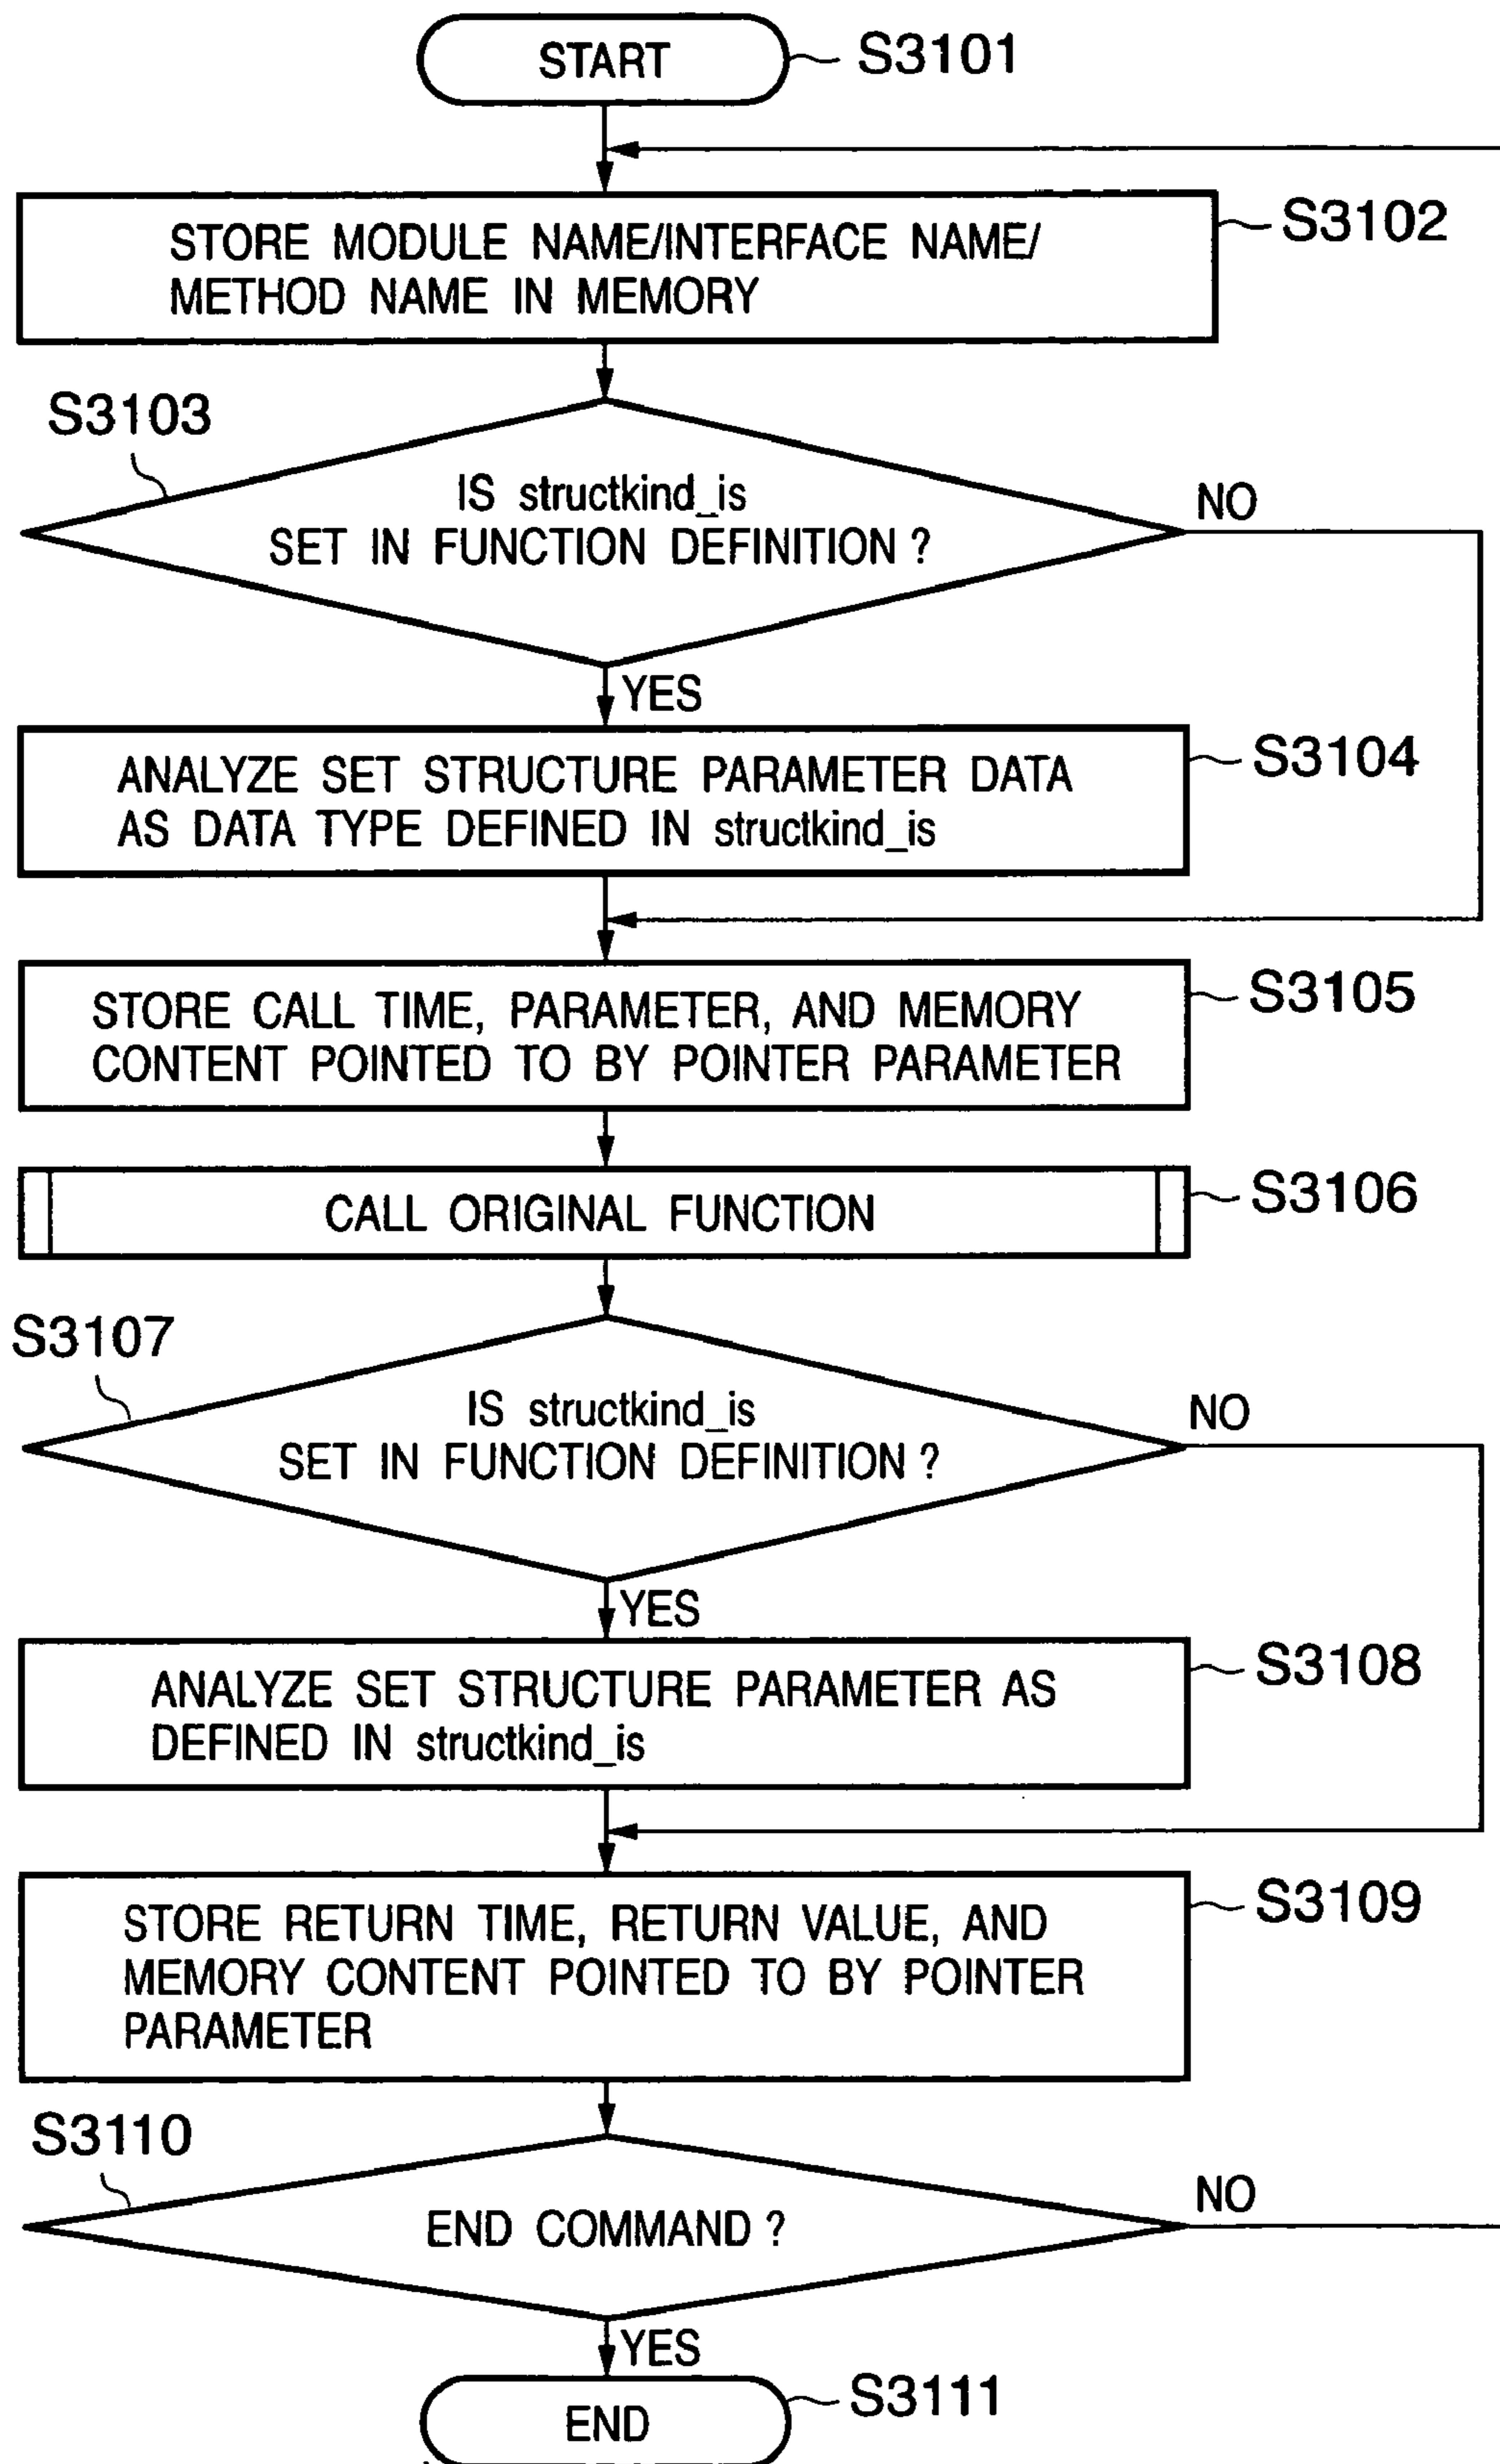 START
S3101
STORE MODULE NAME/INTERFACE NAME/
METHOD NAME IN MEMORY
S3102
S3103
IS structkind_is
SET IN FUNCTION DEFINITION ?
NO
YES
ANALYZE SET STRUCTURE PARAMETER DATA
AS DATA TYPE DEFINED IN structkind_is
S3104
STORE CALL TIME, PARAMETER, AND MEMORY
CONTENT POINTED TO BY POINTER PARAMETER
S3105
CALL ORIGINAL FUNCTION
S3106
S3107
IS structkind_is
SET IN FUNCTION DEFINITION ?
NO
YES
ANALYZE SET STRUCTURE PARAMETER AS
DEFINED IN structkind_is
S3108
STORE RETURN TIME, RETURN VALUE, AND
MEMORY CONTENT POINTED TO BY POINTER
PARAMETER
S3109
S3110
END COMMAND ?
NO
YES
END
S3111